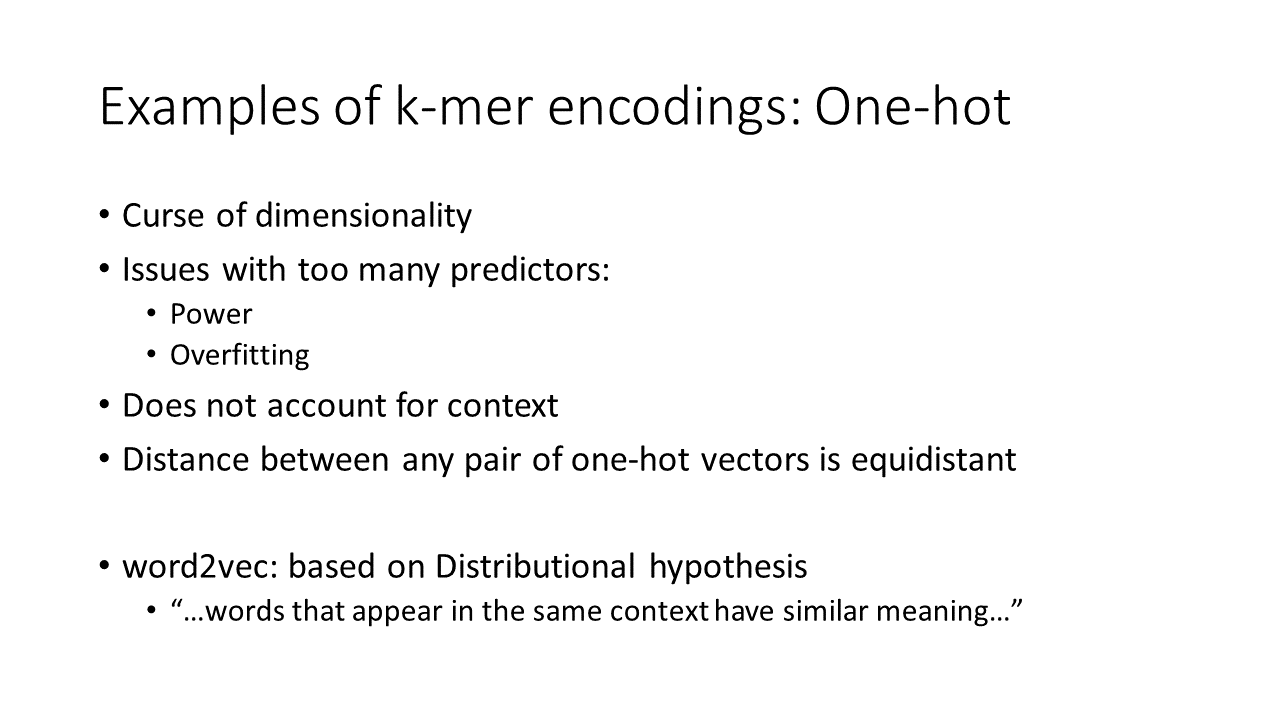 Examples of k-mer encodings: One-hot
• Curse of dimensionality
• Issues with too many predictors:
• Power
• Overfitting
• Does not account for context
• Distance between any pair of one-hot vectors is equidistant
• word2vec: based on Distributional hypothesis
• “…words that appear in the same context have similar meaning…”